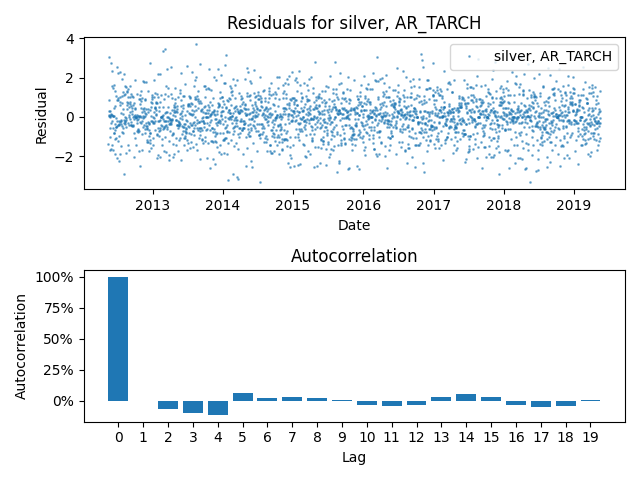 Residuals for silver, AR_TARCH
4
2
0
−2
Residual
silver, AR_TARCH
2013 2014 2015 2016 2017 2018 2019
Date
Autocorrelation
100%
75%
50%
25%
0%
Autocorrelation
0 1 2 3 4 5 6 7 8 9 10 11 12 13 14 15 16 17 18 19
Lag